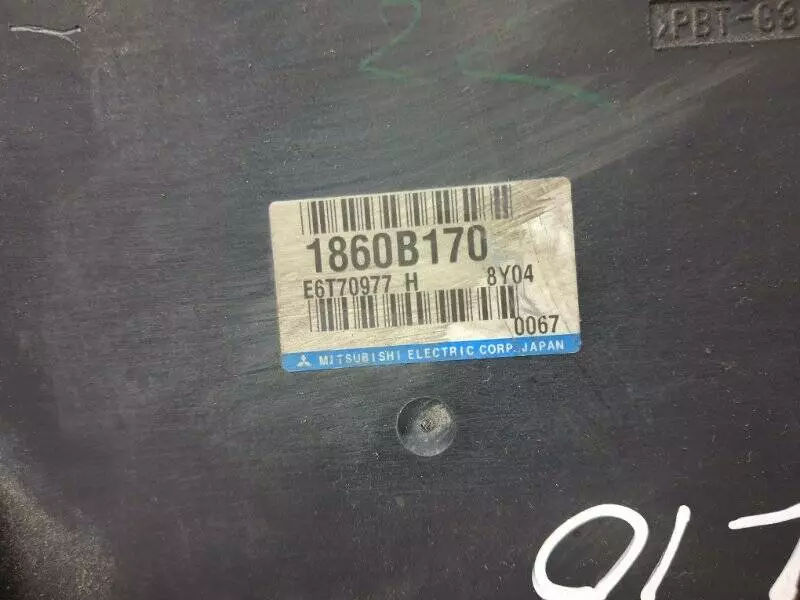 >PBT-G3
1860B170
E6T70977 H 8Y04
0067
MITSUBISHI ELECTRIC CORP. JAPAN